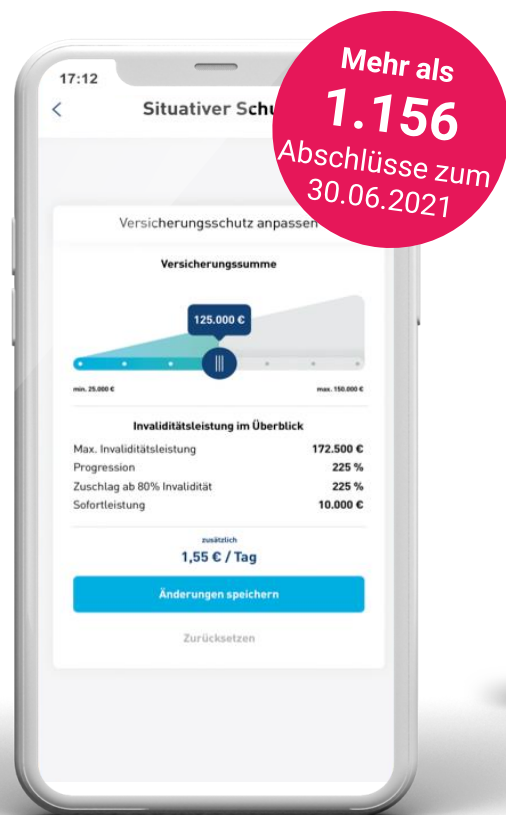 17:12
Situativer Schu
Mehr als
1.156
Abschlüsse zum
30.06.2021
Versicherungsschutz anpassen
Versicherungssumme
125.000 €
min. 25.000 €
max. 150.000 €
Invaliditätsleistung im Überblick
Max. Invaliditätsleistung 172.500 €
Progression 225 %
Zuschlag ab 80% Invalidität 225 %
Sofortleistung 10.000 €
zusätzlich
1,55 € / Tag
Änderungen speichern
Zurücksetzen